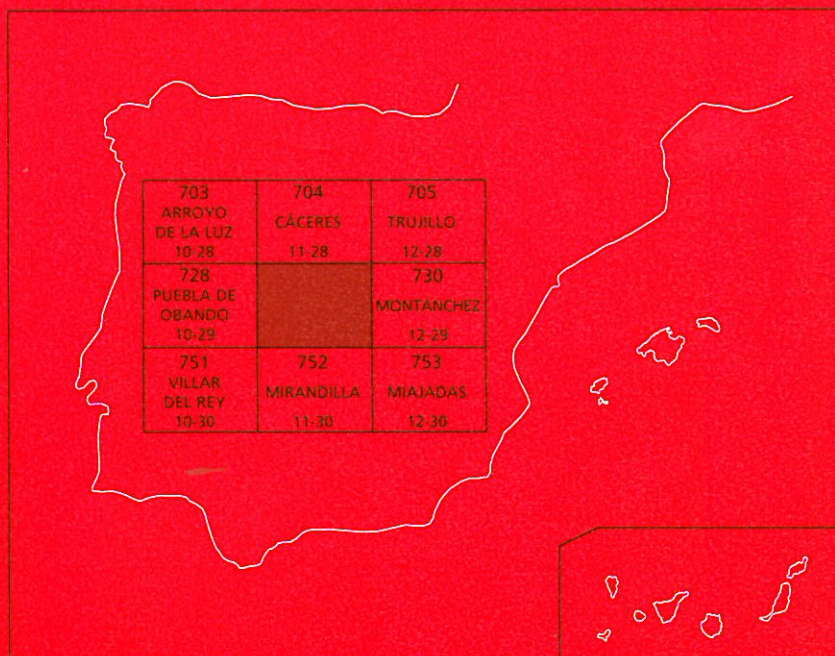 703
ARROYO
DE LA LUZ
10-28
704
CÁCERES
11-28
705
TRUJILLO
12-28
728
PUEBLA DE
OBANDO
10-29
730
MONTANCHEZ
12-29
751
VILLAR
DEL REY
10-30
752
MIRANDILLA
11-30
753
MIAJADAS
12-30